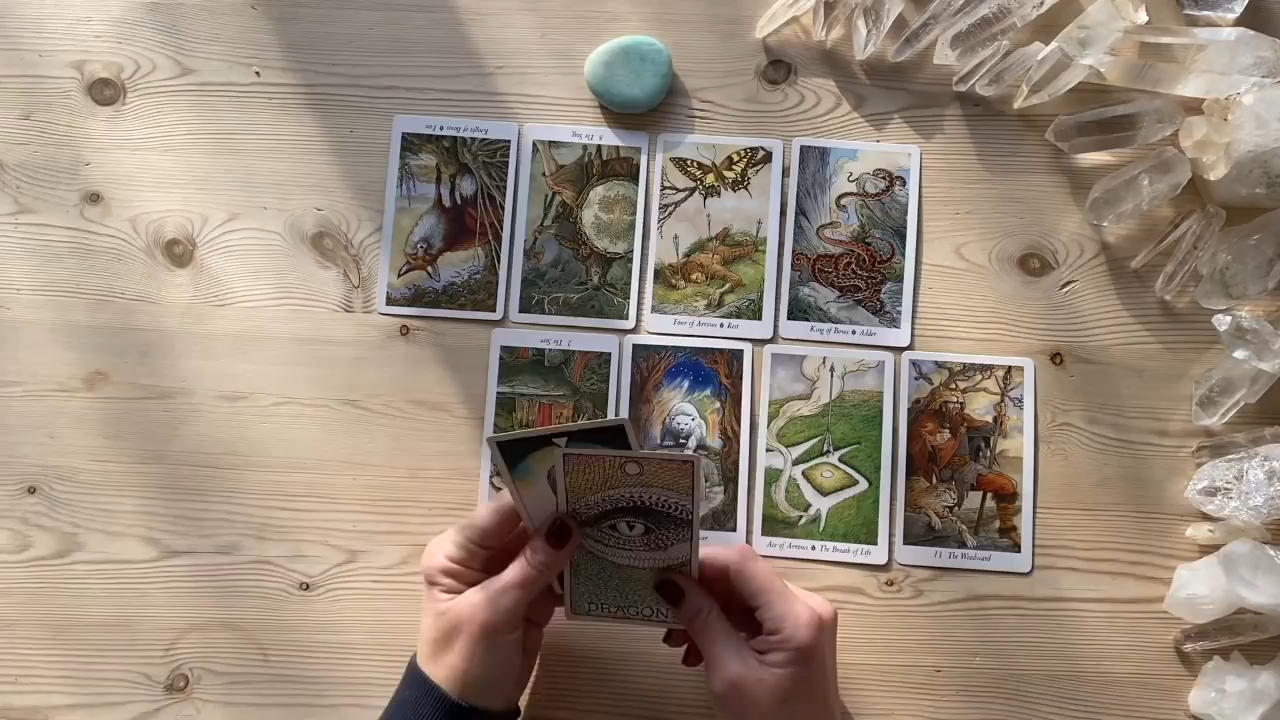 Knight of Bows Fox
8 The Stag
Four of Arrows Rest
King of Bows Adder
2 The Seer
Ace of Arrows The Breath of Life
11 The Woodward
DRAGON